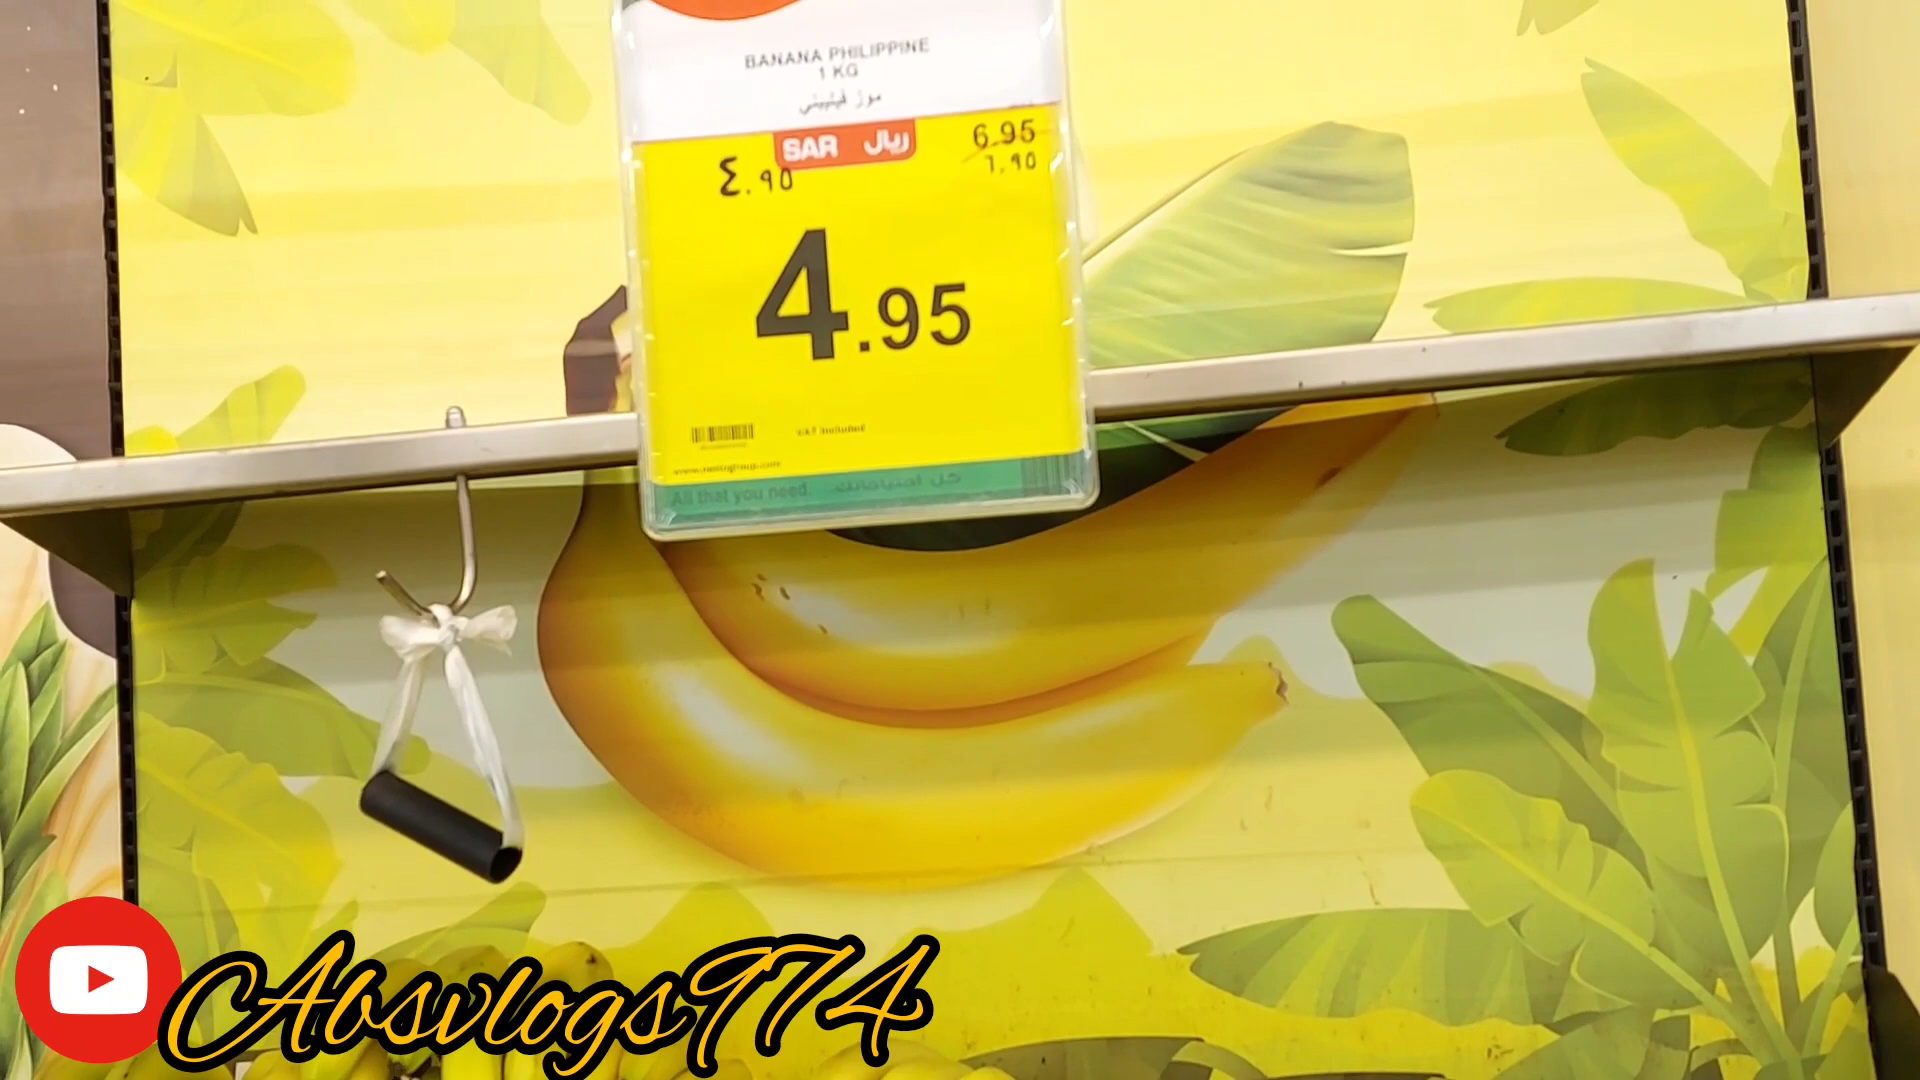 BANANA PHILIPPINE
1 KG
موز فيليبيني
SAR ريال
6.95
٤.٩٥
٦.٩٥
4.95
VAT Included
All that you need.
Absvlogs974